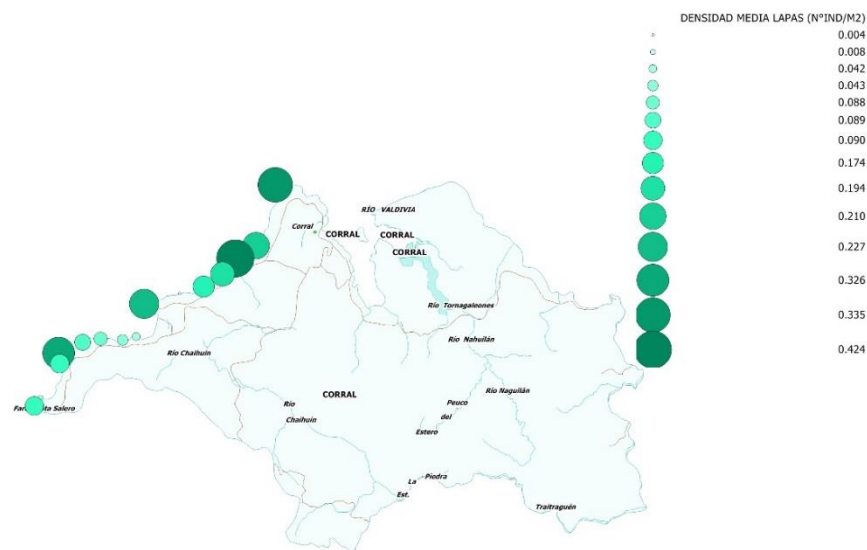 DENSIDAD MEDIA LAPAS (N°IND/M2)
0.004
0.008
0.042
0.043
0.088
0.089
0.090
0.174
0.194
0.210
0.227
0.326
0.335
0.424
RÍO VALDIVIA
Corral
CORRAL
CORRAL
CORRAL
Río Tornagaleones
Río Nahuilán
Río Chaihuín
Río Naguilán
CORRAL
Río
Chaihuín
Peuco
del
Estero
Salero
La
Piedra
Est.
Traitraguén